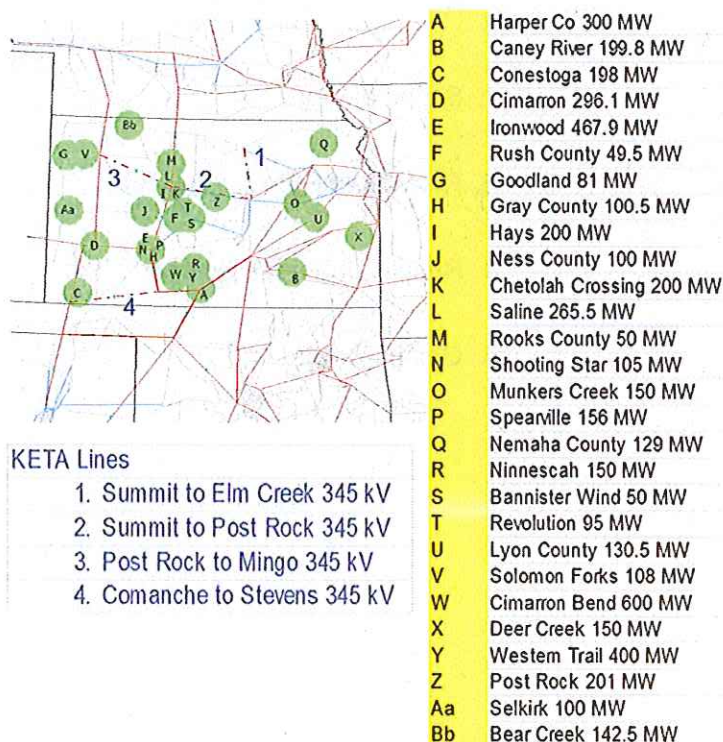 Bb
Q
G V
M
3
1
L
2
I K
Z
Aa
J
T
F
S
O
U
E
X
D
N P
H
R
W
Y
B
C
A
4
KETA Lines
1. Summit to Elm Creek 345 kV
2. Summit to Post Rock 345 kV
3. Post Rock to Mingo 345 kV
4. Comanche to Stevens 345 kV
A Harper Co 300 MW
B Caney River 199.8 MW
C Conestoga 198 MW
D Cimarron 296.1 MW
E Ironwood 467.9 MW
F Rush County 49.5 MW
G Goodland 81 MW
H Gray County 100.5 MW
I Hays 200 MW
J Ness County 100 MW
K Chetolah Crossing 200 MW
L Saline 265.5 MW
M Rooks County 50 MW
N Shooting Star 105 MW
O Munkers Creek 150 MW
P Spearville 156 MW
Q Nemaha County 129 MW
R Ninnescah 150 MW
S Bannister Wind 50 MW
T Revolution 95 MW
U Lyon County 130.5 MW
V Solomon Forks 108 MW
W Cimarron Bend 600 MW
X Deer Creek 150 MW
Y Western Trail 400 MW
Z Post Rock 201 MW
Aa Selkirk 100 MW
Bb Bear Creek 142.5 MW